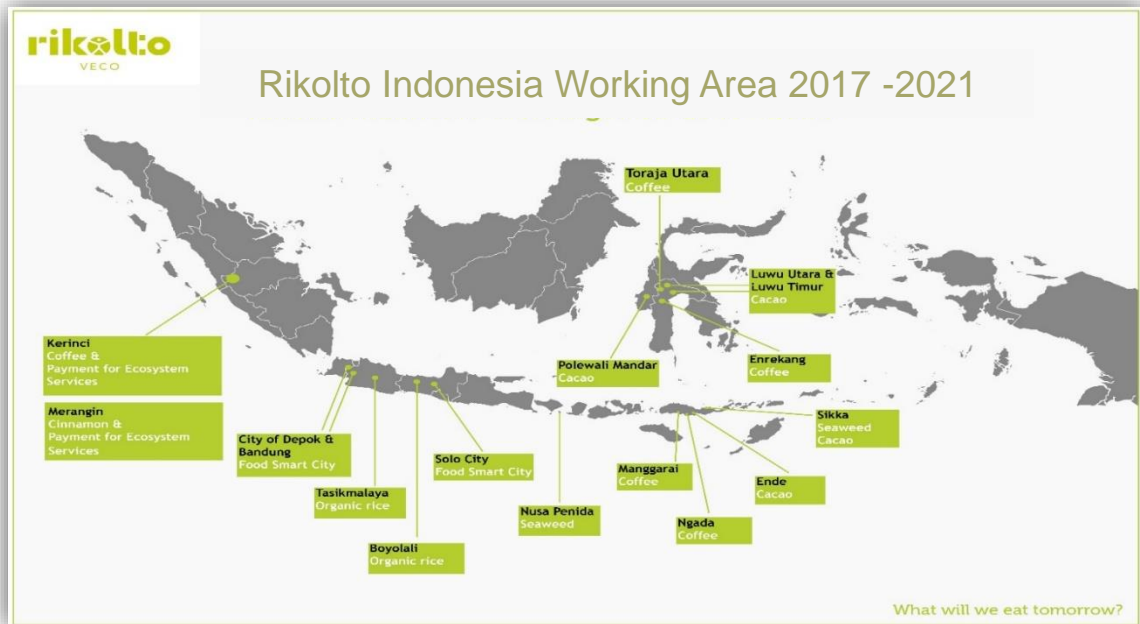 rikolto
VECO
Rikolto Indonesia Working Area 2017 -2021
Toraja Utara
Coffee
Luwu Utara &
Luwu Timur
Cacao
Kerinci
Coffee &
Payment for Ecosystem
Services
Polewali Mandar
Cacao
Enrekang
Coffee
Merangin
Cinnamon &
Payment for Ecosystem
Services
City of Depok &
Bandung
Food Smart City
Solo City
Food Smart City
Sikka
Seaweed
Cacao
Manggarai
Coffee
Ende
Cacao
Tasikmalaya
Organic rice
Nusa Penida
Seaweed
Ngada
Coffee
Boyolali
Organic rice
What will we eat tomorrow?